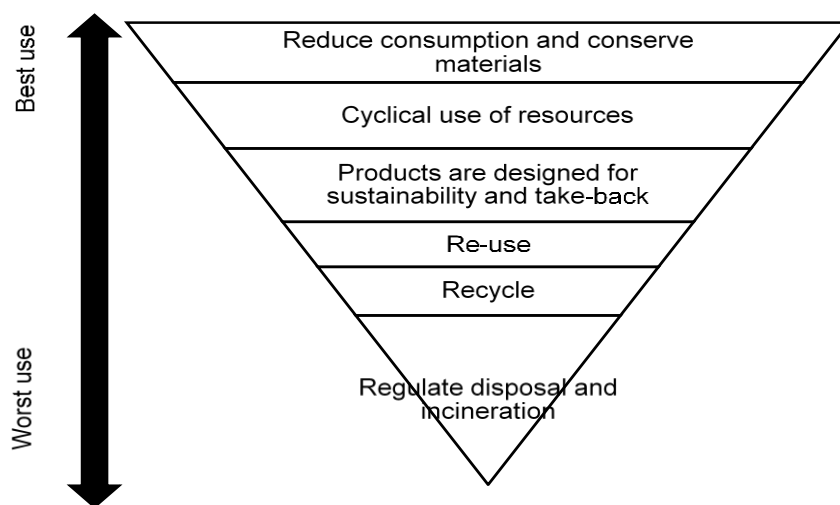 Best use
Reduce consumption and conserve
materials
Cyclical use of resources
Products are designed for
sustainability and take-back
Re-use
Recycle
Worst use
Regulate disposal and
incineration